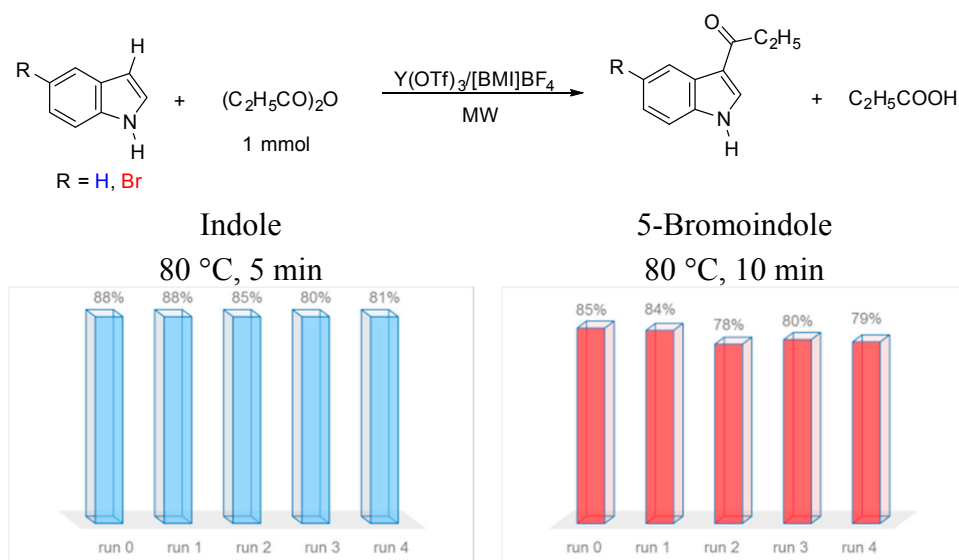 O
C₂H₅
H
R
N
H
+
(C₂H₅CO)₂O
1 mmol
Y(OTf)₃/[BMI]BF₄
MW
R
N
H
+
C₂H₅COOH
R = H, Br
Indole
80 °C, 5 min
88% 88% 85% 80% 81%
run 0 run 1 run 2 run 3 run 4
5-Bromoindole
80 °C, 10 min
85% 84% 78% 80% 79%
run 0 run 1 run 2 run 3 run 4